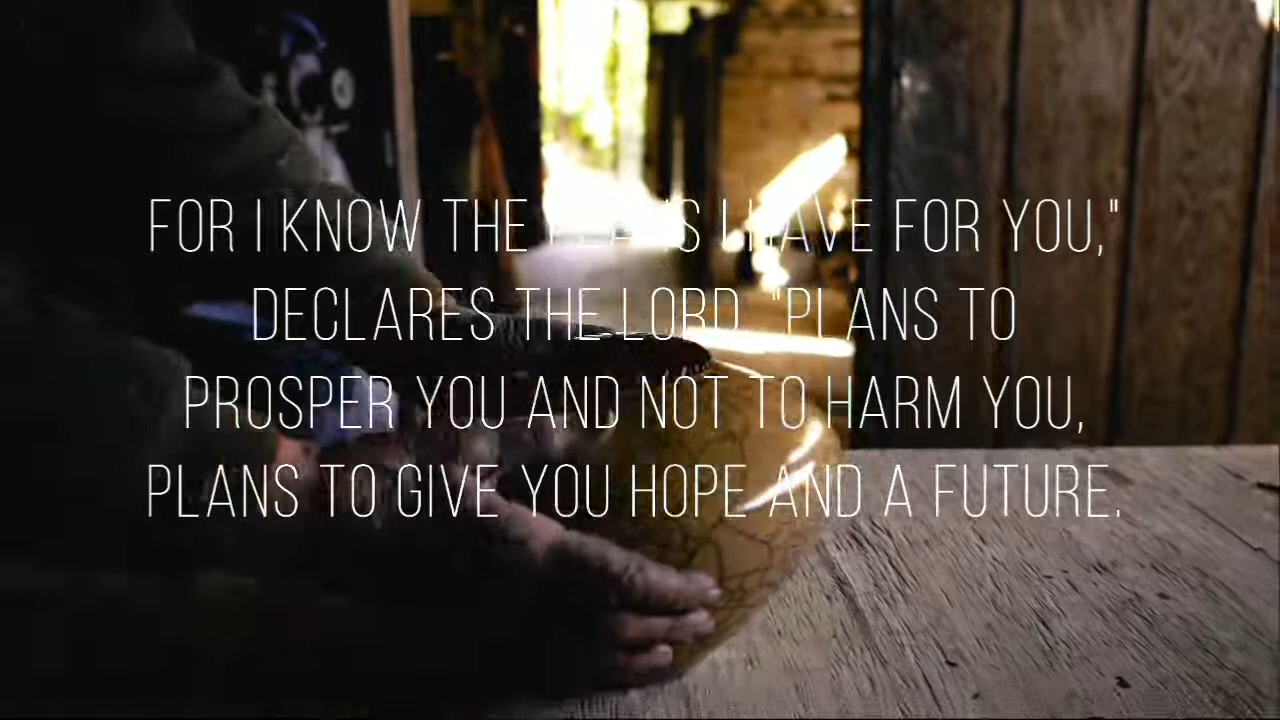 FOR I KNOW THE PLANS I HAVE FOR YOU,"
DECLARES THE LORD, "PLANS TO
PROSPER YOU AND NOT TO HARM YOU,
PLANS TO GIVE YOU HOPE AND A FUTURE.